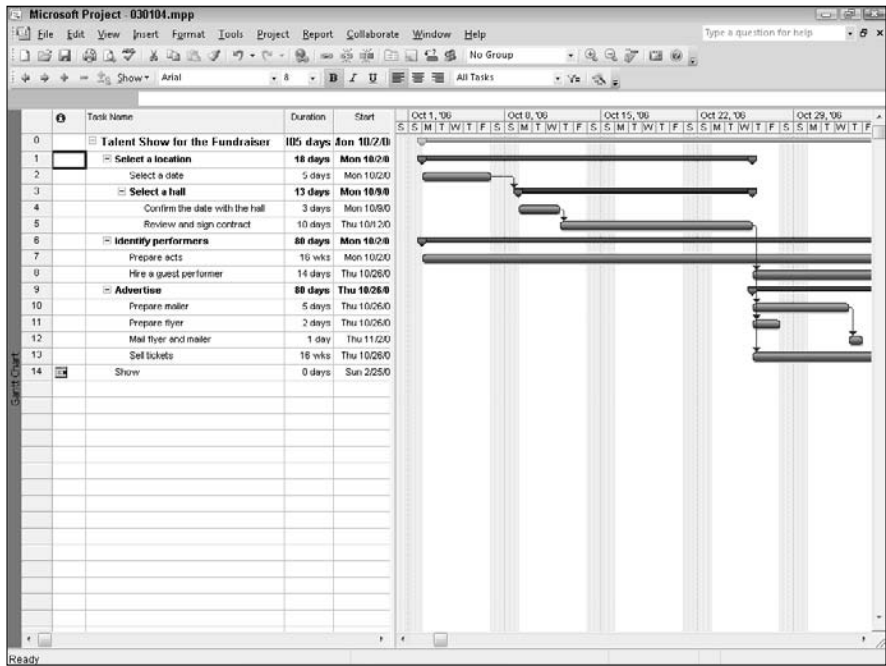 Microsoft Project - 030104.mpp
File Edit View Insert Format Tools Project Report Collaborate Window Help
Type a question for help
No Group
Show Arial 8 B I U All Tasks
Task Name Duration Start Oct 1, '06 Oct 8, '06 Oct 15, '06 Oct 22, '06 Oct 29, '06
S S M T W T F S S M T W T F S S M T W T F S S M T W T F S S M T W T F
0 Talent Show for the Fundraiser 105 days Mon 10/2/0
1 Select a location 18 days Mon 10/2/0
2 Select a date 5 days Mon 10/2/0
3 Select a hall 13 days Mon 10/9/0
4 Confirm the date with the hall 3 days Mon 10/9/0
5 Review and sign contract 10 days Thu 10/12/0
6 Identify performers 80 days Mon 10/2/0
7 Prepare acts 16 wks Mon 10/2/0
8 Hire a guest performer 14 days Thu 10/26/0
9 Advertise 80 days Thu 10/26/0
10 Prepare mailer 5 days Thu 10/26/0
11 Prepare flyer 2 days Thu 10/26/0
12 Mail flyer and mailer 1 day Thu 11/2/0
13 Sell tickets 16 wks Thu 10/26/0
14 Show 0 days Sun 2/25/0
Gantt Chart
Ready